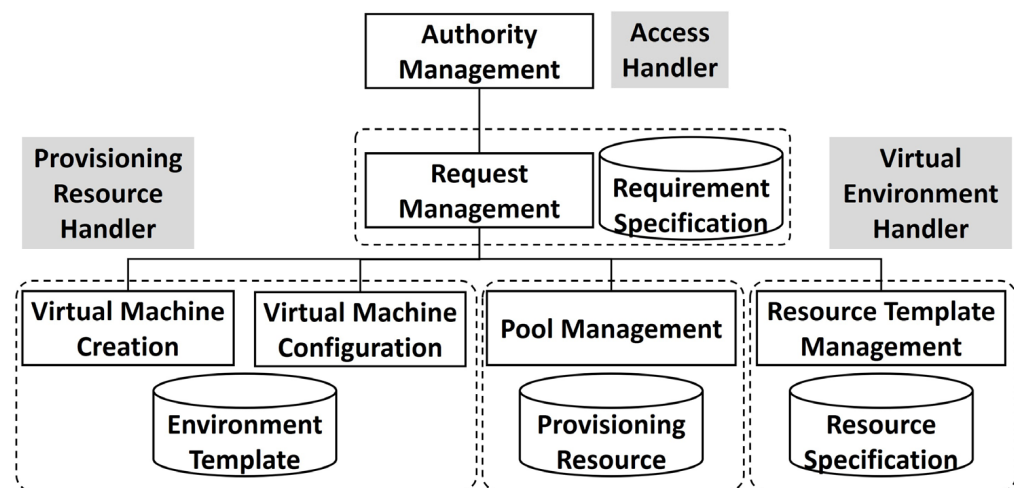 Authority
Management
Access
Handler
Provisioning
Resource
Handler
Request
Management
Requirement
Specification
Virtual
Environment
Handler
Virtual Machine
Creation
Virtual Machine
Configuration
Pool Management
Resource Template
Management
Environment
Template
Provisioning
Resource
Resource
Specification